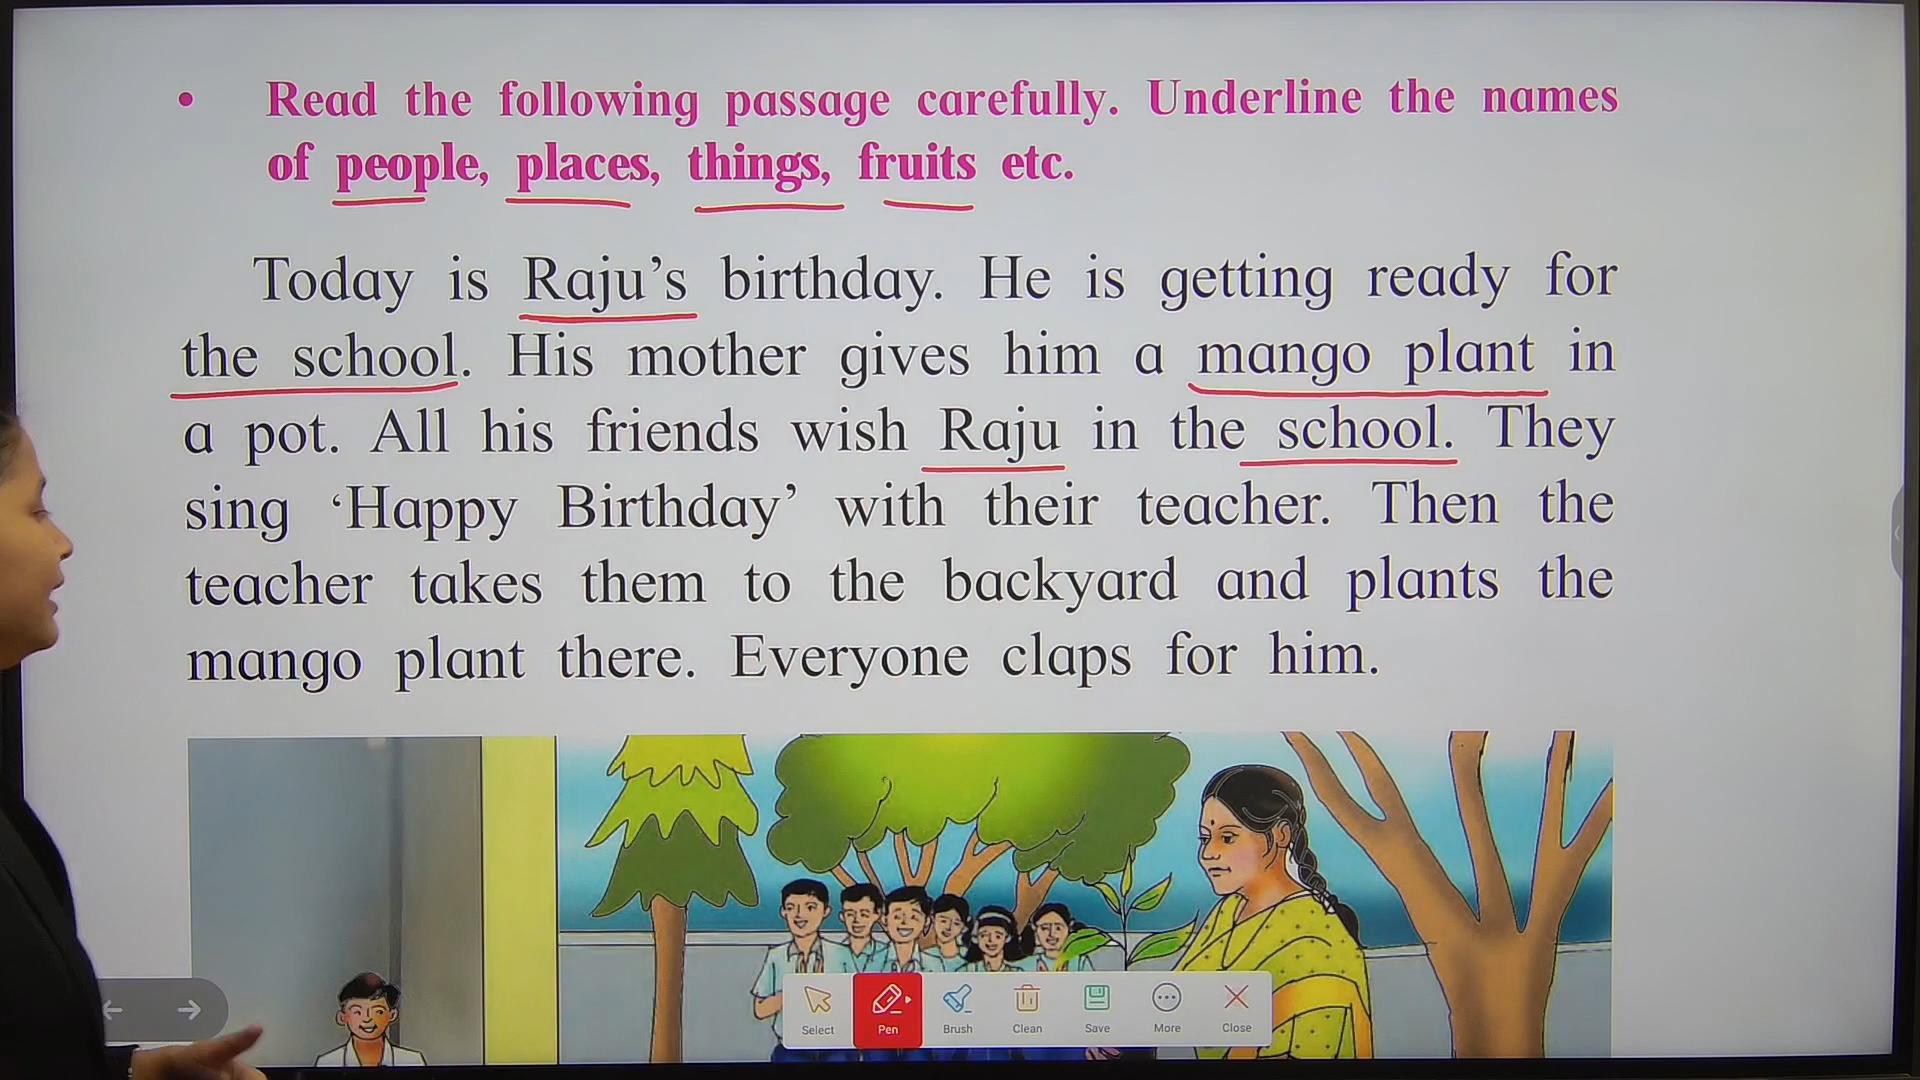 • Read the following passage carefully. Underline the names
of people, places, things, fruits etc.
Today is Raju’s birthday. He is getting ready for
the school. His mother gives him a mango plant in
a pot. All his friends wish Raju in the school. They
sing ‘Happy Birthday’ with their teacher. Then the
teacher takes them to the backyard and plants the
mango plant there. Everyone claps for him.
Select Pen Brush Clean Save More Close